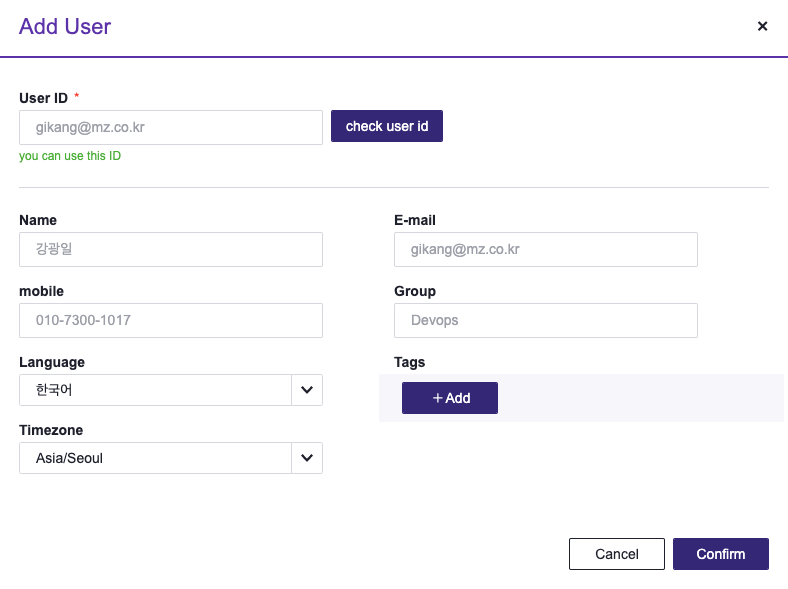 Add User
×
User ID *
gikang@mz.co.kr
check user id
you can use this ID
Name
강광일
E-mail
gikang@mz.co.kr
mobile
010-7300-1017
Group
Devops
Language
한국어
Tags
+ Add
Timezone
Asia/Seoul
Cancel
Confirm